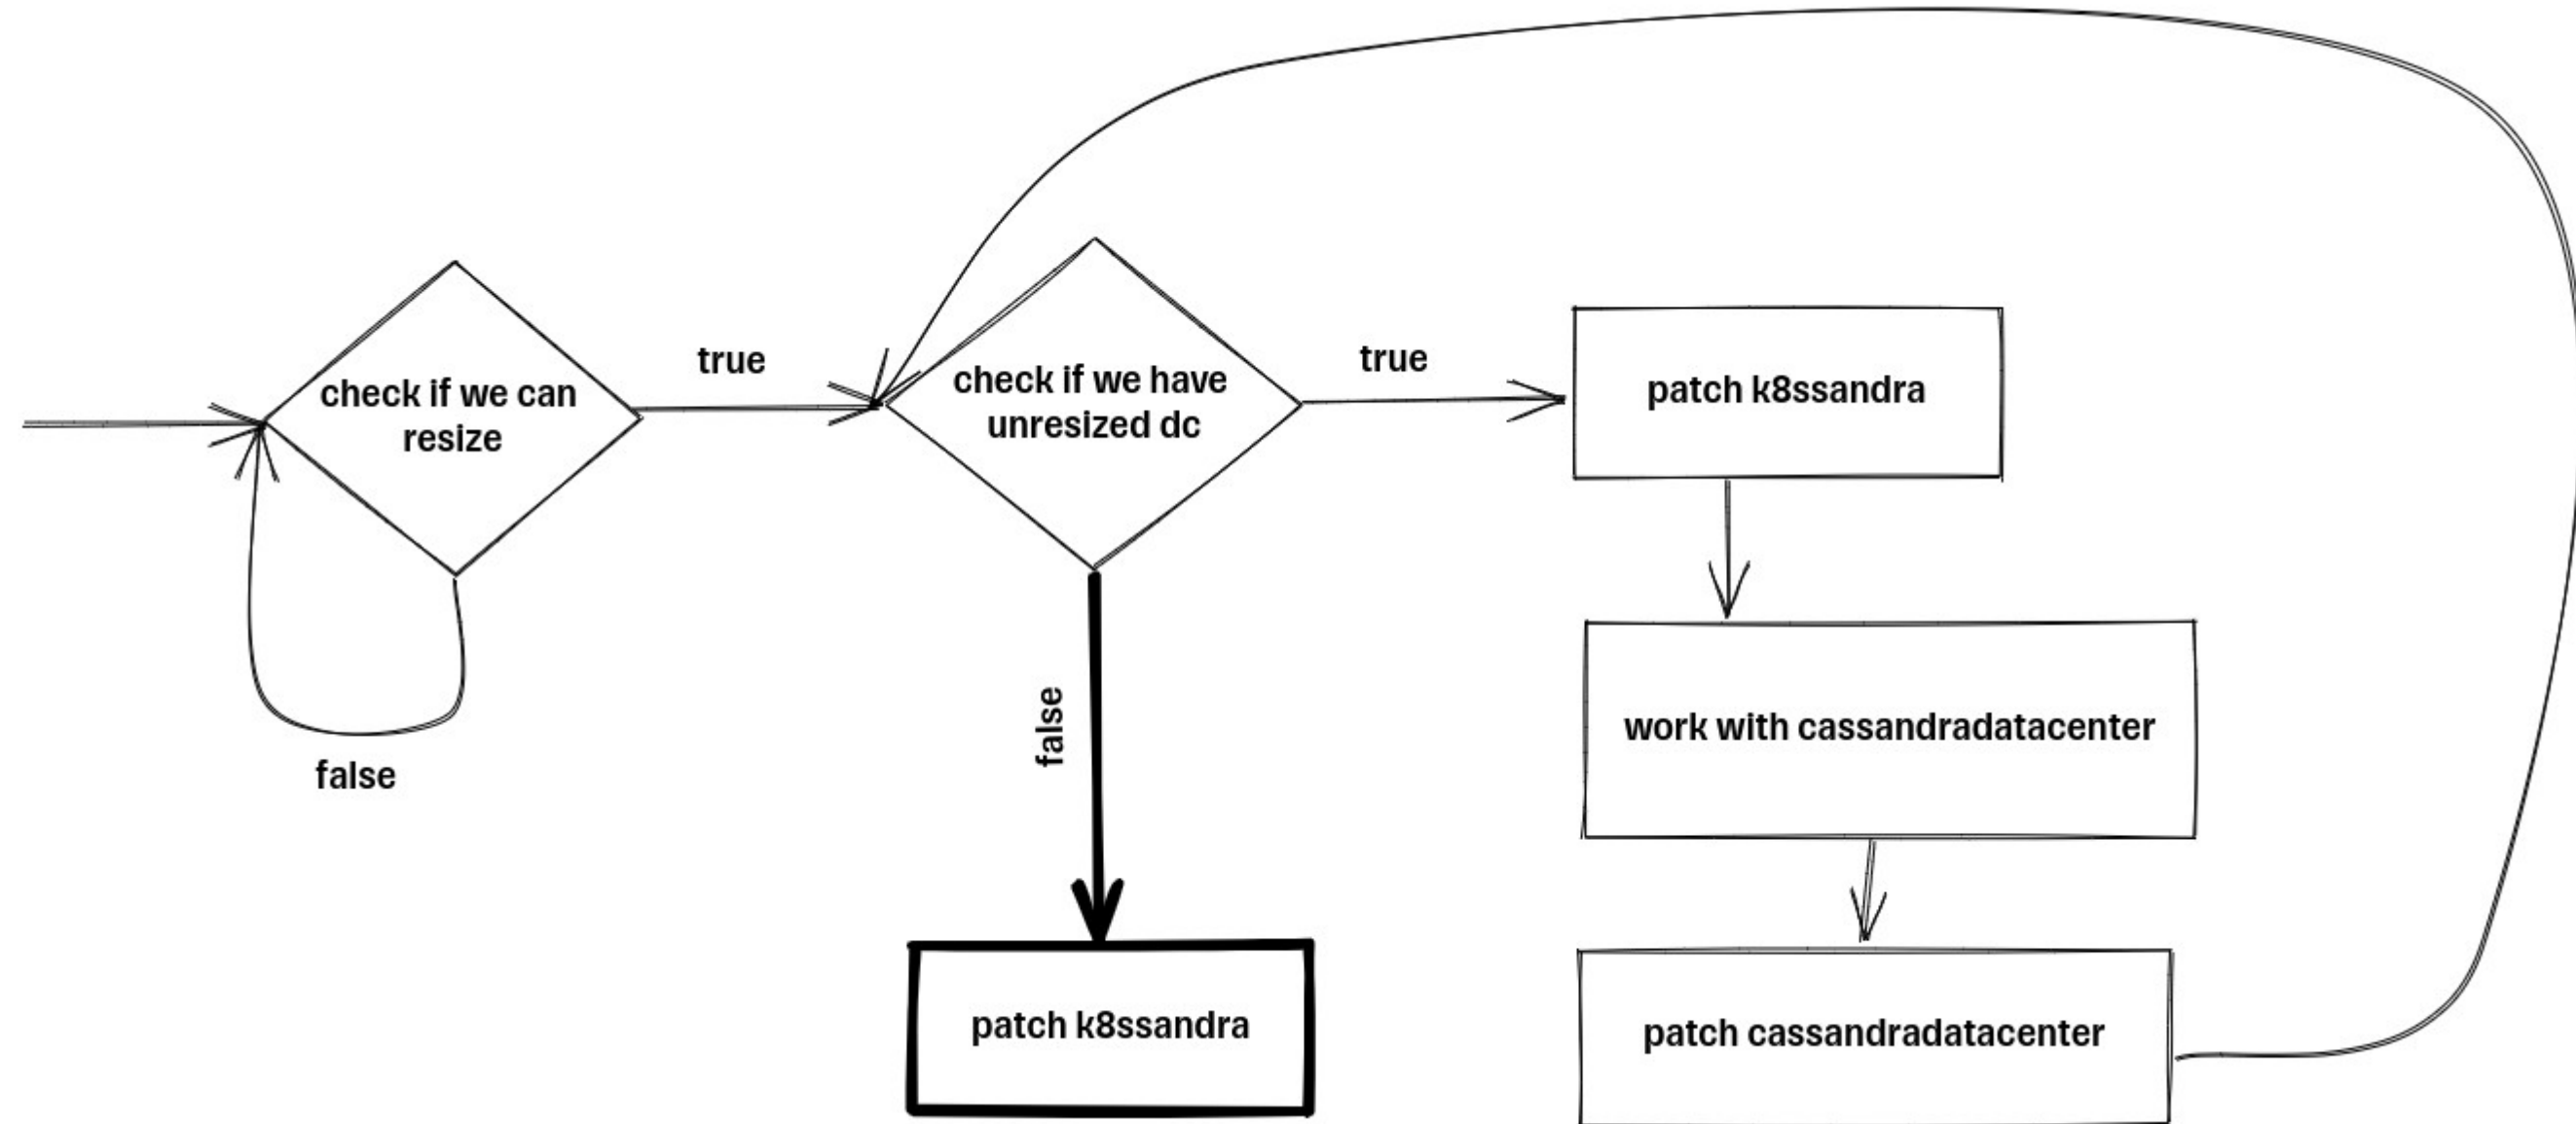 check if we can
resize
true
false
check if we have
unresized dc
true
false
patch k8ssandra
work with cassandradatacenter
patch cassandradatacenter
patch k8ssandra